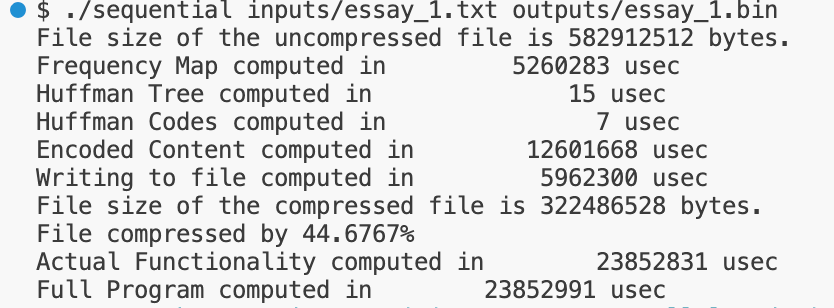 $ ./sequential inputs/essay_1.txt outputs/essay_1.bin
File size of the uncompressed file is 582912512 bytes.
Frequency Map computed in 5260283 usec
Huffman Tree computed in 15 usec
Huffman Codes computed in 7 usec
Encoded Content computed in 12601668 usec
Writing to file computed in 5962300 usec
File size of the compressed file is 322486528 bytes.
File compressed by 44.6767%
Actual Functionality computed in 23852831 usec
Full Program computed in 23852991 usec